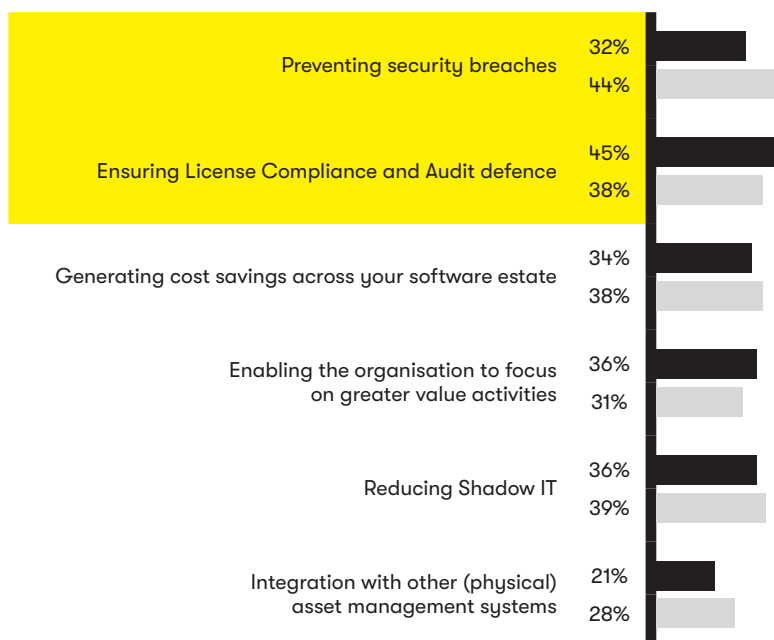 32%
Preventing security breaches
44%
45%
Ensuring License Compliance and Audit defence
38%
34%
Generating cost savings across your software estate
38%
Enabling the organisation to focus
on greater value activities
36%
31%
36%
Reducing Shadow IT
39%
Integration with other (physical)
asset management systems
21%
28%